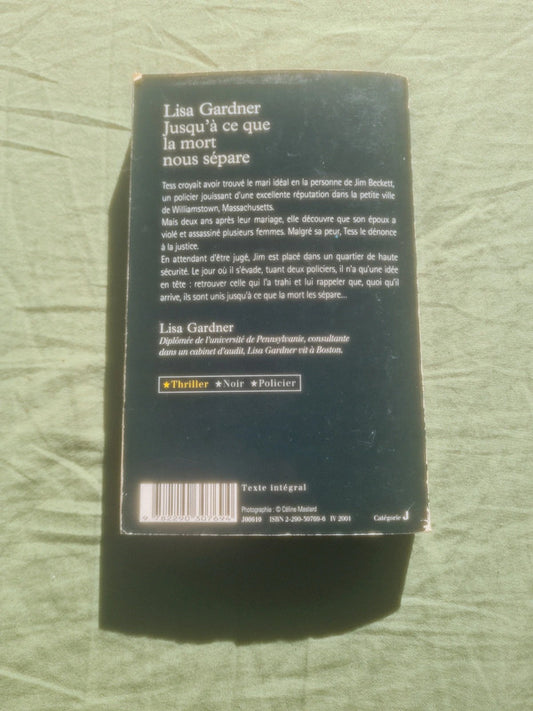 Lisa Gardner
Jusqu'à ce que
la mort
nous sépare
Tess croyait avoir trouvé le mari idéal en la personne de Jim Beckett,
un policier jouissant d'une excellente réputation dans la petite ville
de Williamstown, Massachusetts.
Mais deux ans après leur mariage, elle découvre que son époux a
violé et assassiné plusieurs femmes. Malgré sa peur, Tess le dénonce
à la justice.
En attendant d'être jugé, Jim est placé dans un quartier de haute
sécurité. Le jour où il s'évade, tuant deux policiers, il n'a qu'une idée
en tête : retrouver celle qui l'a trahi et lui rappeler que, quoi qu'il
arrive, ils sont unis jusqu'à ce que la mort les sépare...
Lisa Gardner
Diplômée de l'université de Pennsylvanie, consultante
dans un cabinet d'audit, Lisa Gardner vit à Boston.
★Thriller ★Noir ★Policier
Texte intégral
Photographie : © Céline Mastard
9 782290 307694
J00610 ISBN 2-290-30769-6 IV 2001 Catégorie J